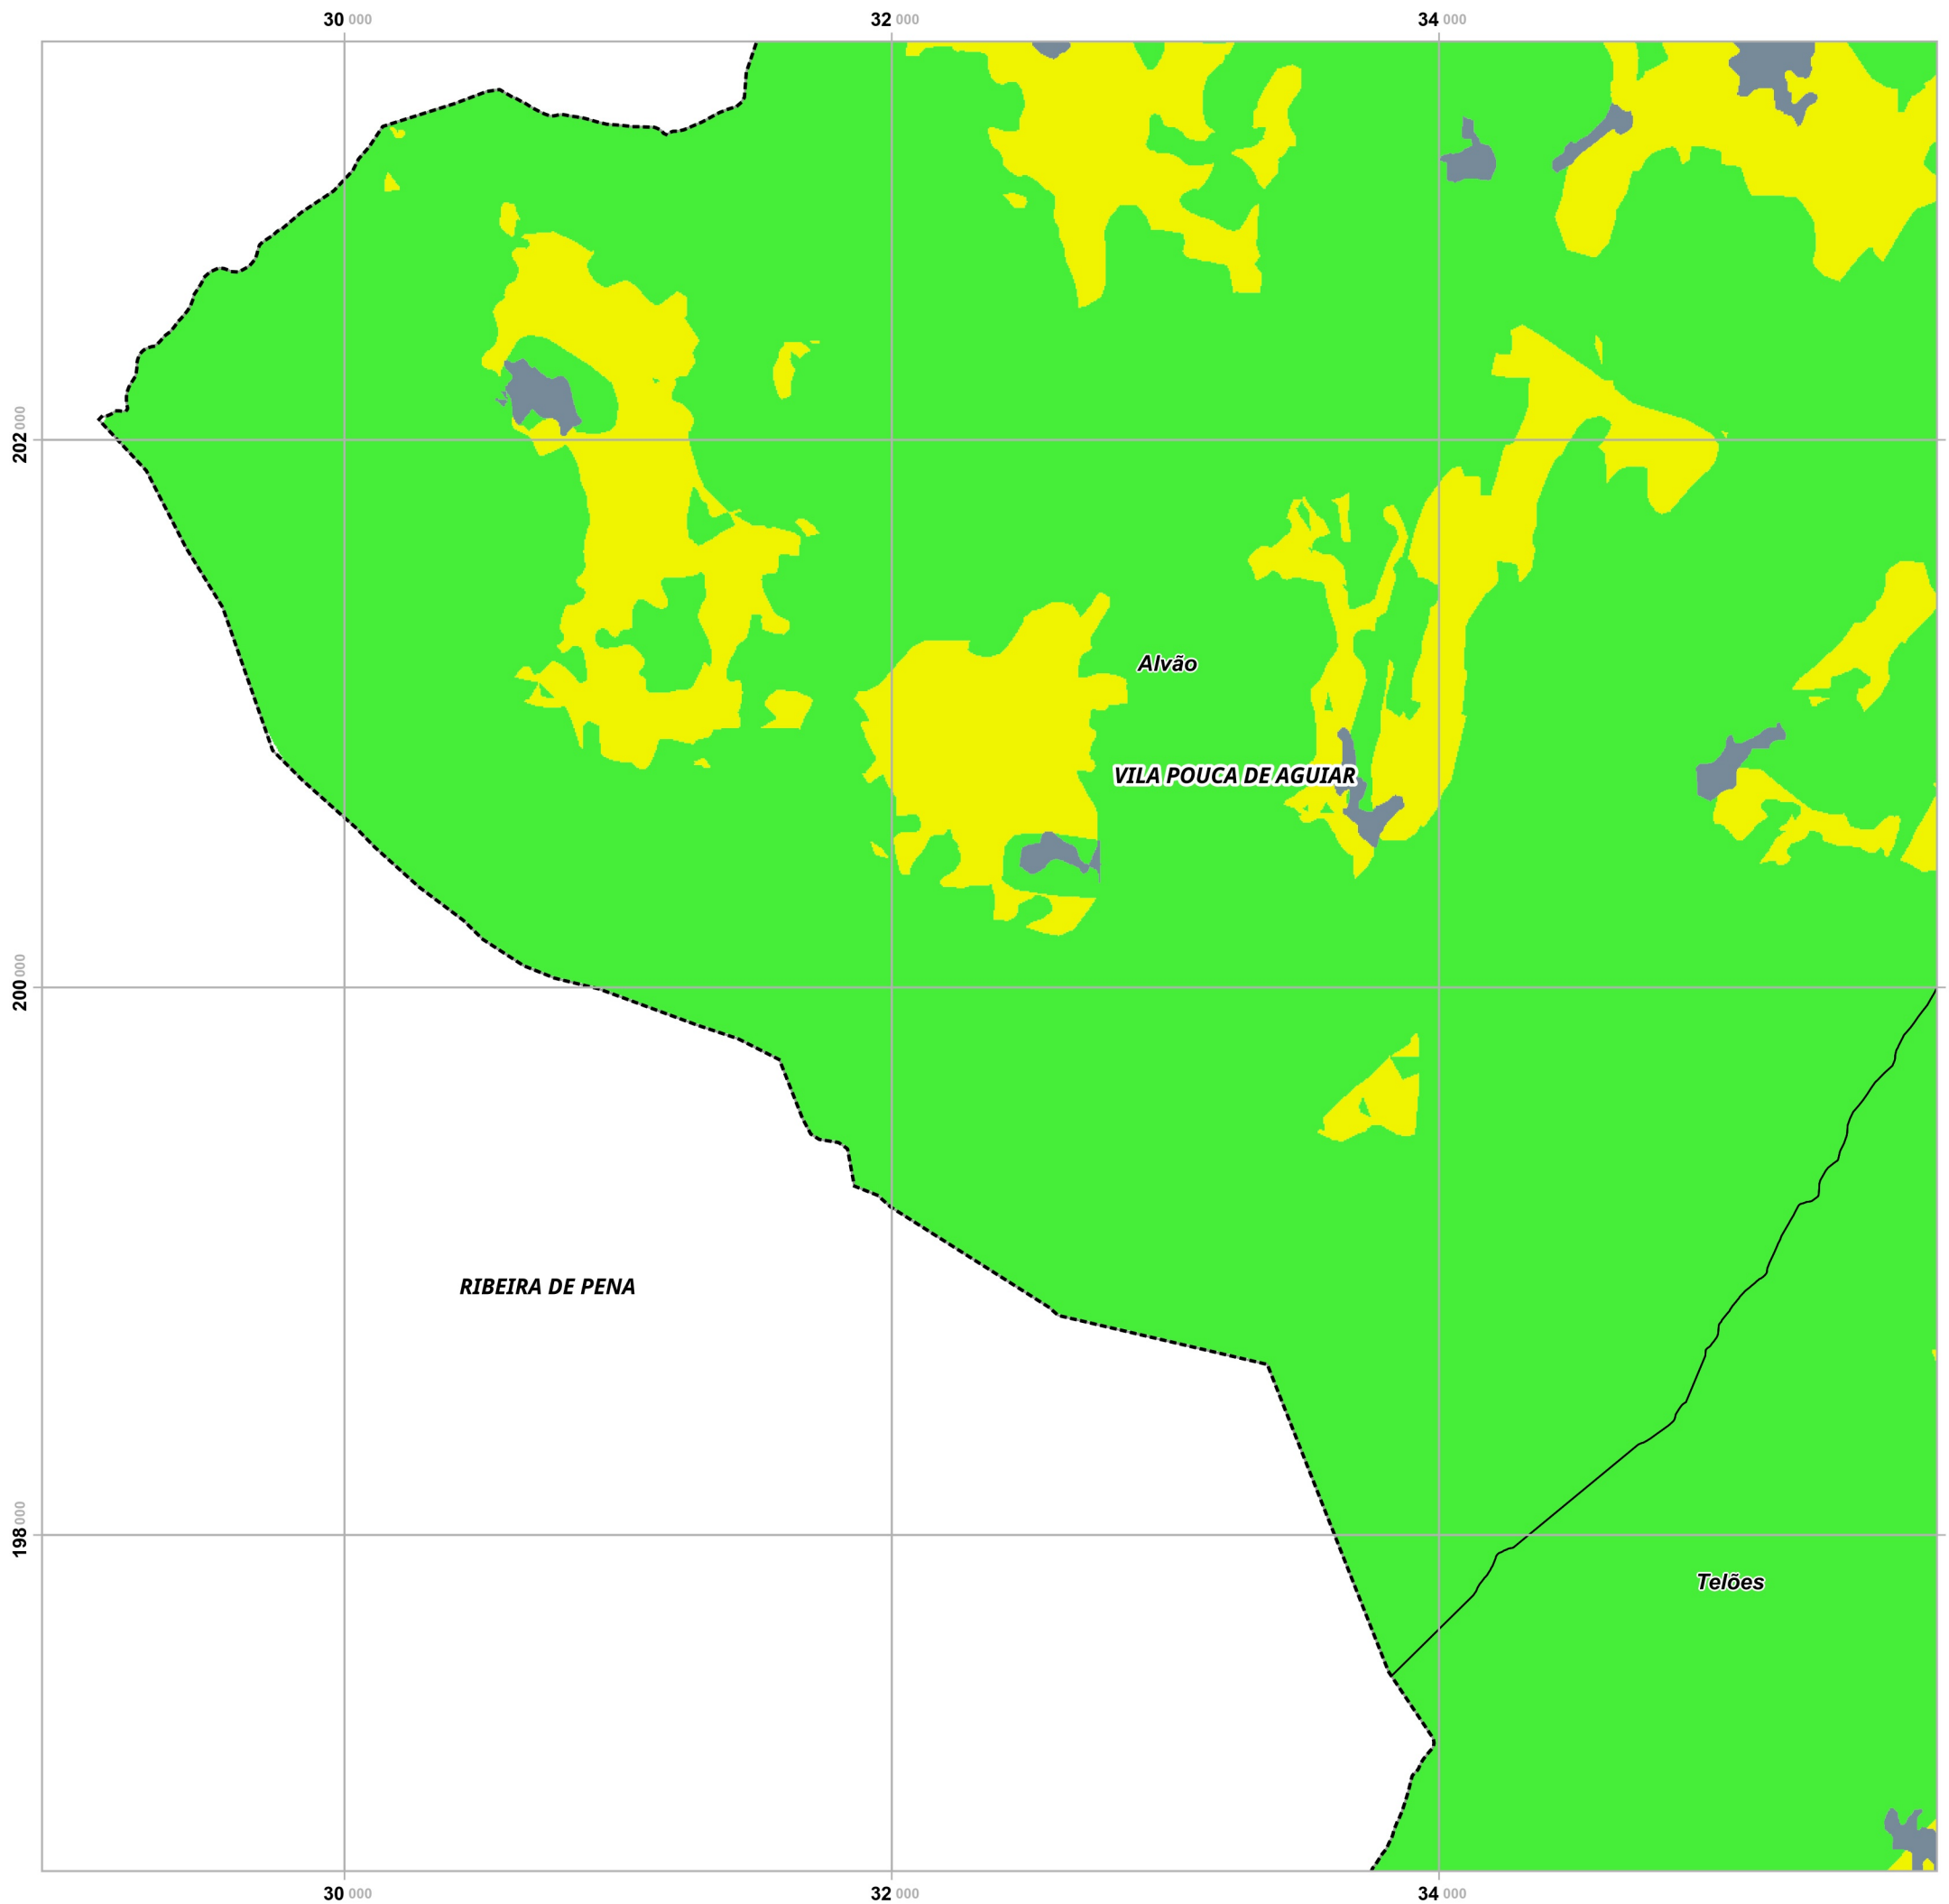 30 000 32 000 34 000
202 000
Alvão
VILA POUCA DE AGUIAR
200 000
RIBEIRA DE PENA
198 000
Telões
30 000 32 000 34 000